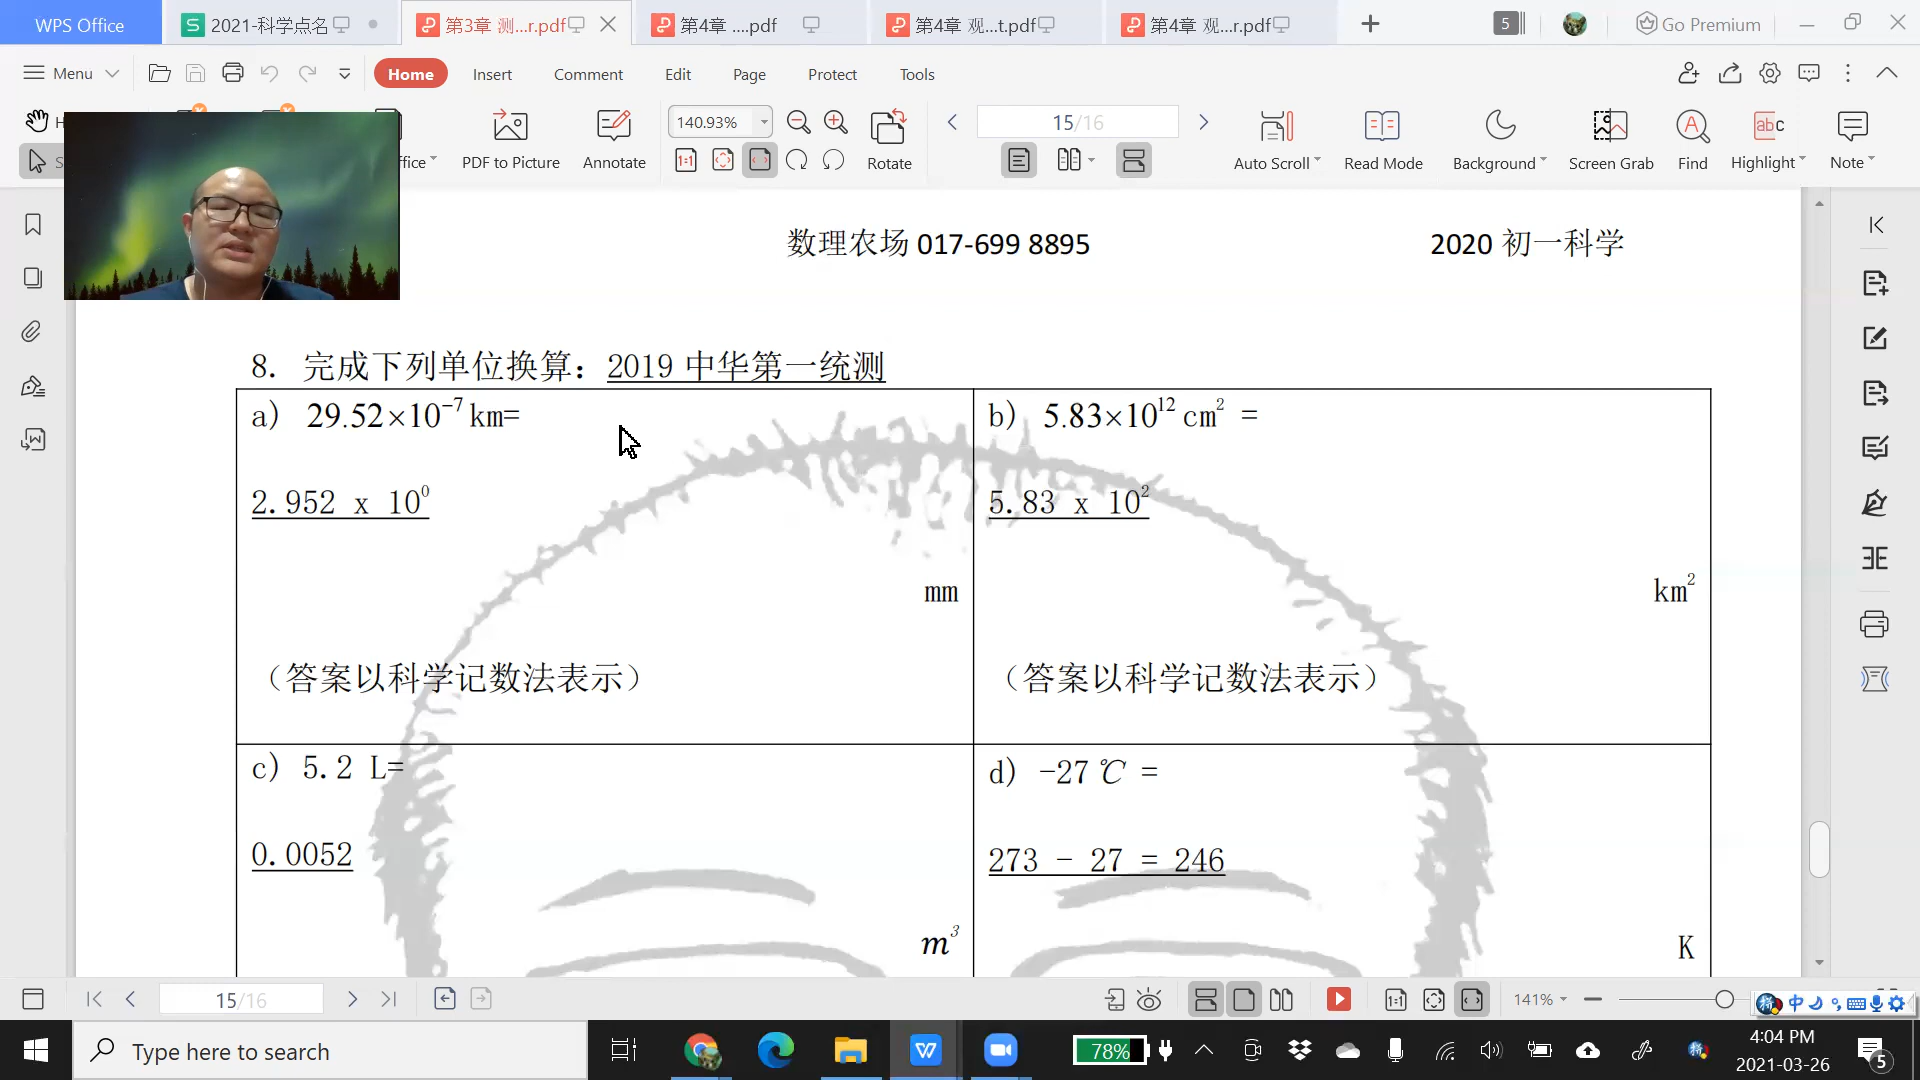 WPS Office
2021-科学点名
第3章 测...r.pdf
第4章 ....pdf
第4章 观...t.pdf
第4章 观...r.pdf
5
Go Premium
Menu
Home
Insert
Comment
Edit
Page
Protect
Tools
PDF to Picture
Annotate
140.93%
Rotate
15/16
Auto Scroll
Read Mode
Background
Screen Grab
Find
Highlight
Note
数理农场 017-699 8895
2020 初一科学
8. 完成下列单位换算：2019 中华第一统测
a) 29.52×10⁻⁷ km=
2.952 x 10⁰
mm
（答案以科学记数法表示）
b) 5.83×10¹² cm² =
5.83 x 10²
km²
（答案以科学记数法表示）
c) 5.2 L=
0.0052
m³
d) -27℃ =
273 - 27 = 246
K
15/16
141%
中
Type here to search
78%
4:04 PM
2021-03-26
5